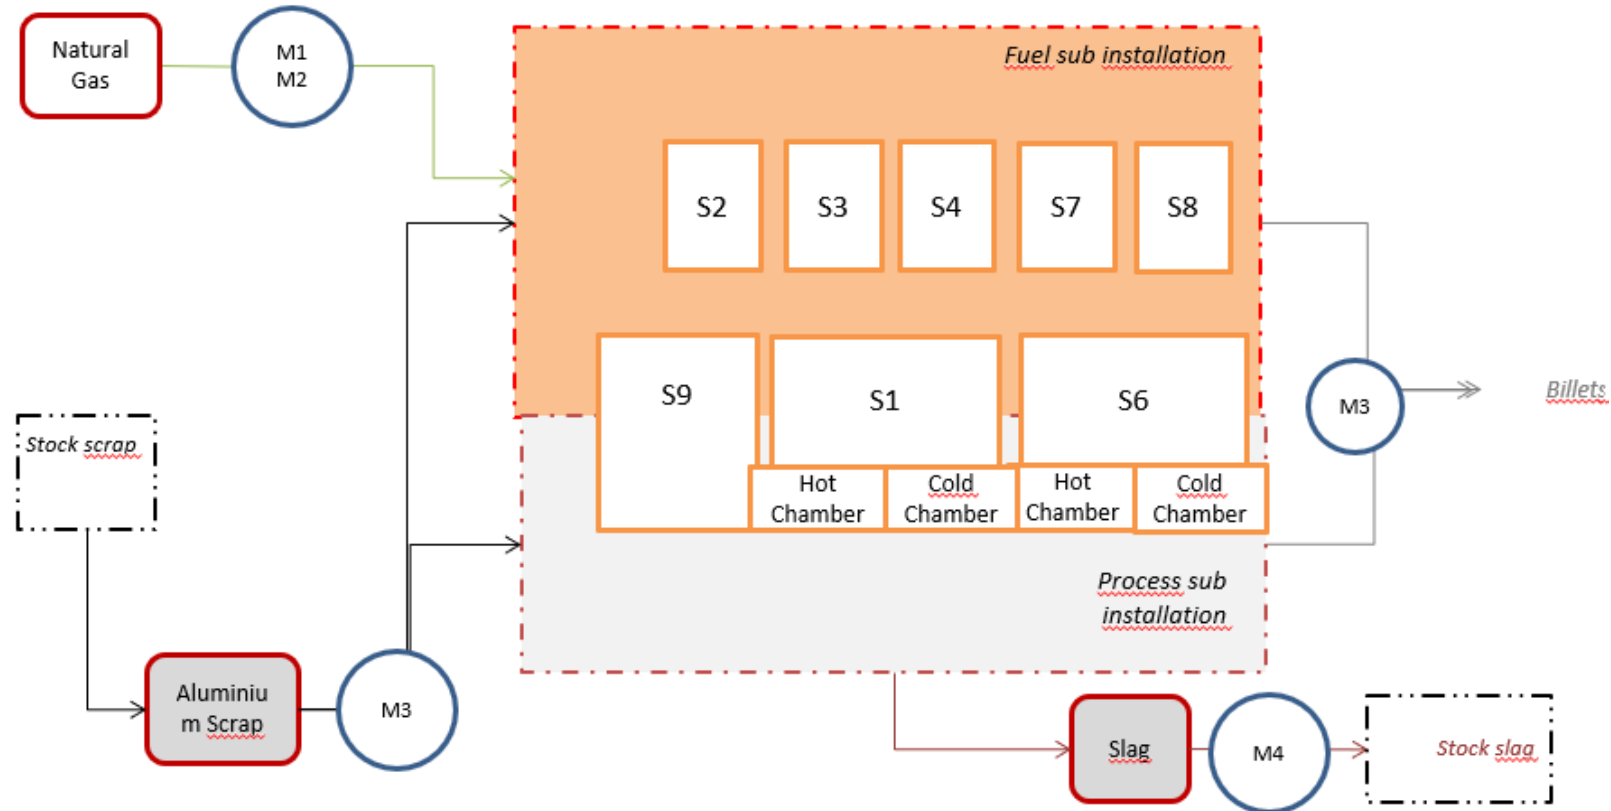 Natural
Gas
M1
M2
Fuel sub installation
S2
S3
S4
S7
S8
S9
S1
S6
Hot
Chamber
Cold
Chamber
Hot
Chamber
Cold
Chamber
M3
Billets
Stock scrap
Process sub
installation
Aluminiu
m Scrap
M3
Slag
M4
Stock slag